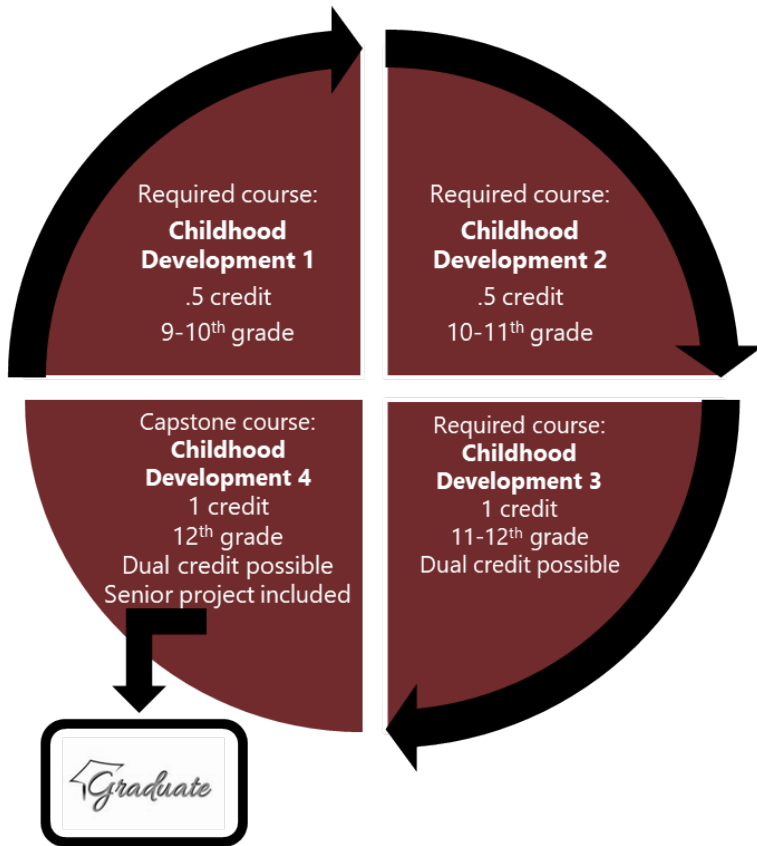 Required course:
Childhood
Development 1
.5 credit
9-10th grade
Required course:
Childhood
Development 2
.5 credit
10-11th grade
Required course:
Childhood
Development 3
1 credit
11-12th grade
Dual credit possible
Capstone course:
Childhood
Development 4
1 credit
12th grade
Dual credit possible
Senior project included
Graduate